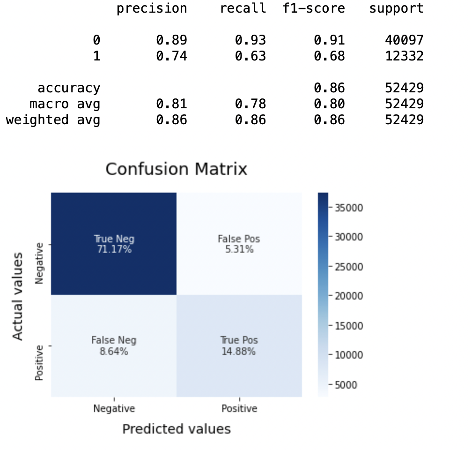 precision recall f1-score support
0 0.89 0.93 0.91 40097
1 0.74 0.63 0.68 12332
accuracy 0.86 52429
macro avg 0.81 0.78 0.80 52429
weighted avg 0.86 0.86 0.86 52429
Confusion Matrix
True Neg
71.17%
False Pos
5.31%
False Neg
8.64%
True Pos
14.88%
Actual values
Negative
Positive
Negative
Positive
Predicted values
35000
30000
25000
20000
15000
10000
5000